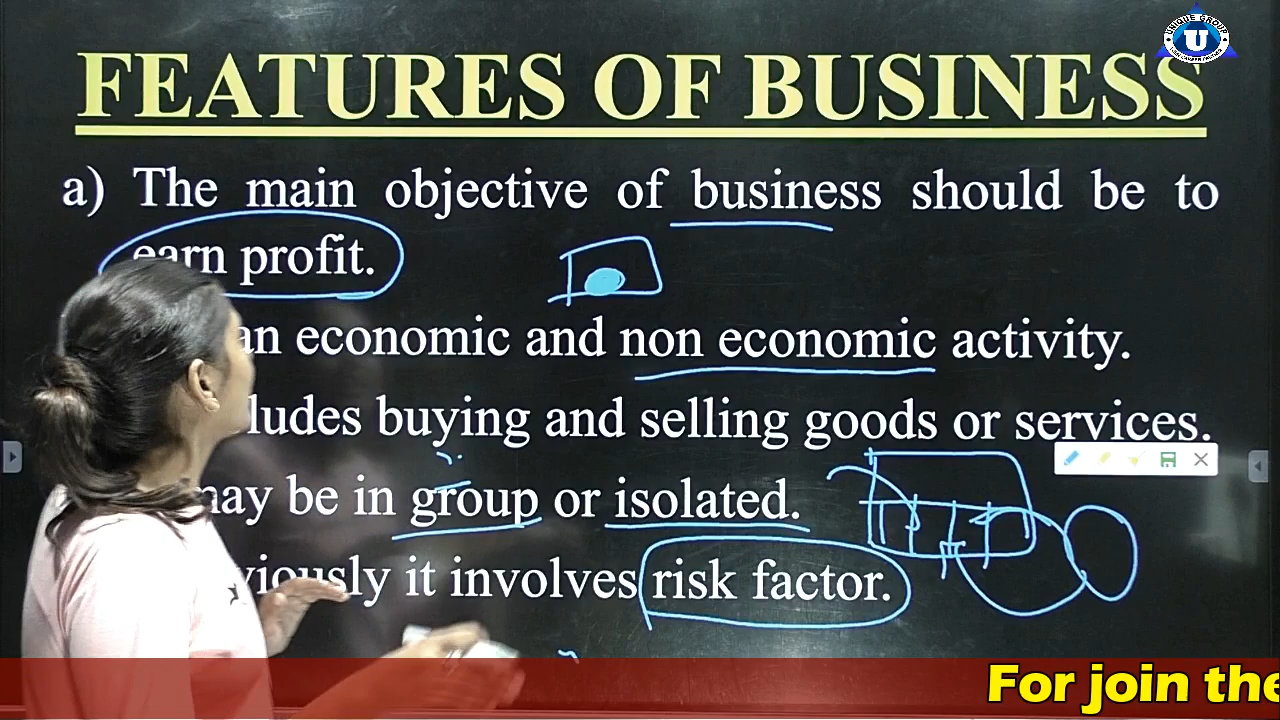 UNIQUE GROUP
U
FEATURES OF BUSINESS
a) The main objective of business should be to
earn profit.
an economic and non economic activity.
ludes buying and selling goods or services.
may be in group or isolated.
viously it involves risk factor.
For join the